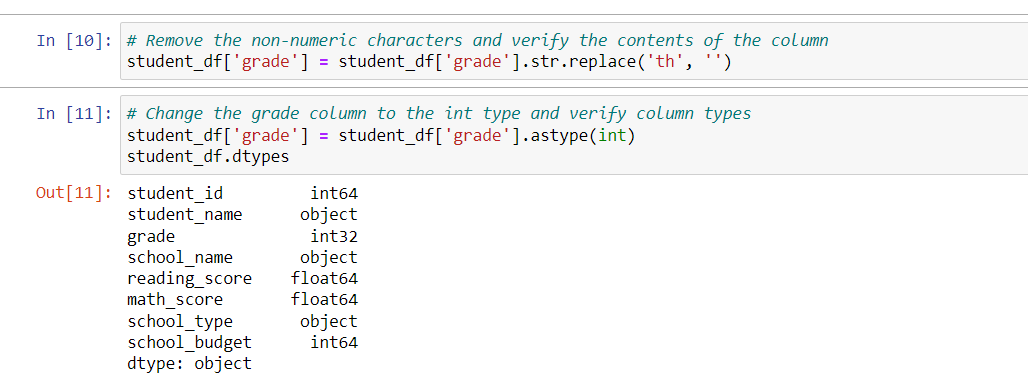 In [10]: # Remove the non-numeric characters and verify the contents of the column
student_df['grade'] = student_df['grade'].str.replace('th', '')
In [11]: # Change the grade column to the int type and verify column types
student_df['grade'] = student_df['grade'].astype(int)
student_df.dtypes
Out[11]: student_id int64
student_name object
grade int32
school_name object
reading_score float64
math_score float64
school_type object
school_budget int64
dtype: object